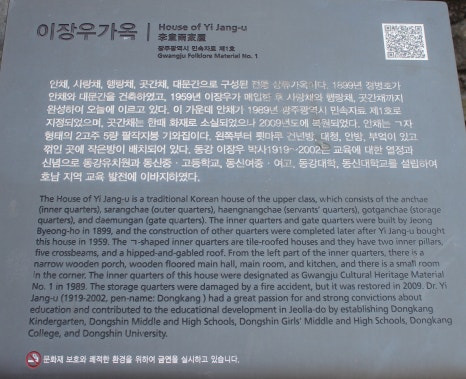 이장우가옥
House of Yi Jang-u
李章雨家屋
광주광역시 민속자료 제1호
Gwangju Folklore Material No. 1
안채, 사랑채, 행랑채, 곳간채, 대문간으로 구성된 전통 상류가옥이다. 1899년 정병호가
안채와 대문간을 건축하였고, 1959년 이장우가 매입한 후 사랑채와 행랑채, 곳간채까지
완성하여 오늘에 이르고 있다. 이 가운데 안채가 1989년 광주광역시 민속자료 제1호로
지정되었으며, 곳간채는 한때 화재로 소실되었으나 2009년도에 복원되었다. 안채는 ㄱ자
형태의 2고주 5량 팔작지붕 기와집이다. 왼쪽부터 툇마루 건넌방, 대청, 안방, 부엌이 있고
꺾인 곳에 작은방이 배치되어 있다. 동강 이장우 박사1919~2002는 교육에 대한 열정과
신념으로 동강유치원과 동신중·고등학교, 동신여중·여고, 동강대학, 동신대학교를 설립하여
호남 지역 교육 발전에 이바지하였다.
The House of Yi Jang-u is a traditional Korean house of the upper class, which consists of the anchae
(inner quarters), sarangchae (outer quarters), haengnangchae (servants' quarters), gotganchae (storage
quarters), and daemungan (gate quarters). The inner quarters and gate quarters were built by Jeong
Byeong-ho in 1899, and the construction of other quarters were completed later after Yi Jang-u bought
this house in 1959. The ㄱ-shaped inner quarters are tile-roofed houses and they have two inner pillars,
five crossbeams, and a hipped-and-gabled roof. From the left part of the inner quarters, there is a
narrow wooden porch, wooden floored main hall, main room, and kitchen, and there is a small room
in the corner. The inner quarters of this house were designated as Gwangju Cultural Heritage Material
No. 1 in 1989. The storage quarters were damaged by a fire accident, but it was restored in 2009. Dr. Yi
Jang-u (1919-2002, pen-name: Dongkang ) had a great passion for and strong convictions about
education and contributed to the educational development in Jeolla-do by establishing Dongkang
Kindergarten, Dongshin Middle and High Schools, Dongshin Girls' Middle and High Schools, Dongkang
College, and Dongshin University.
문화재 보호와 쾌적한 환경을 위하여 금연을 실시하고 있습니다.